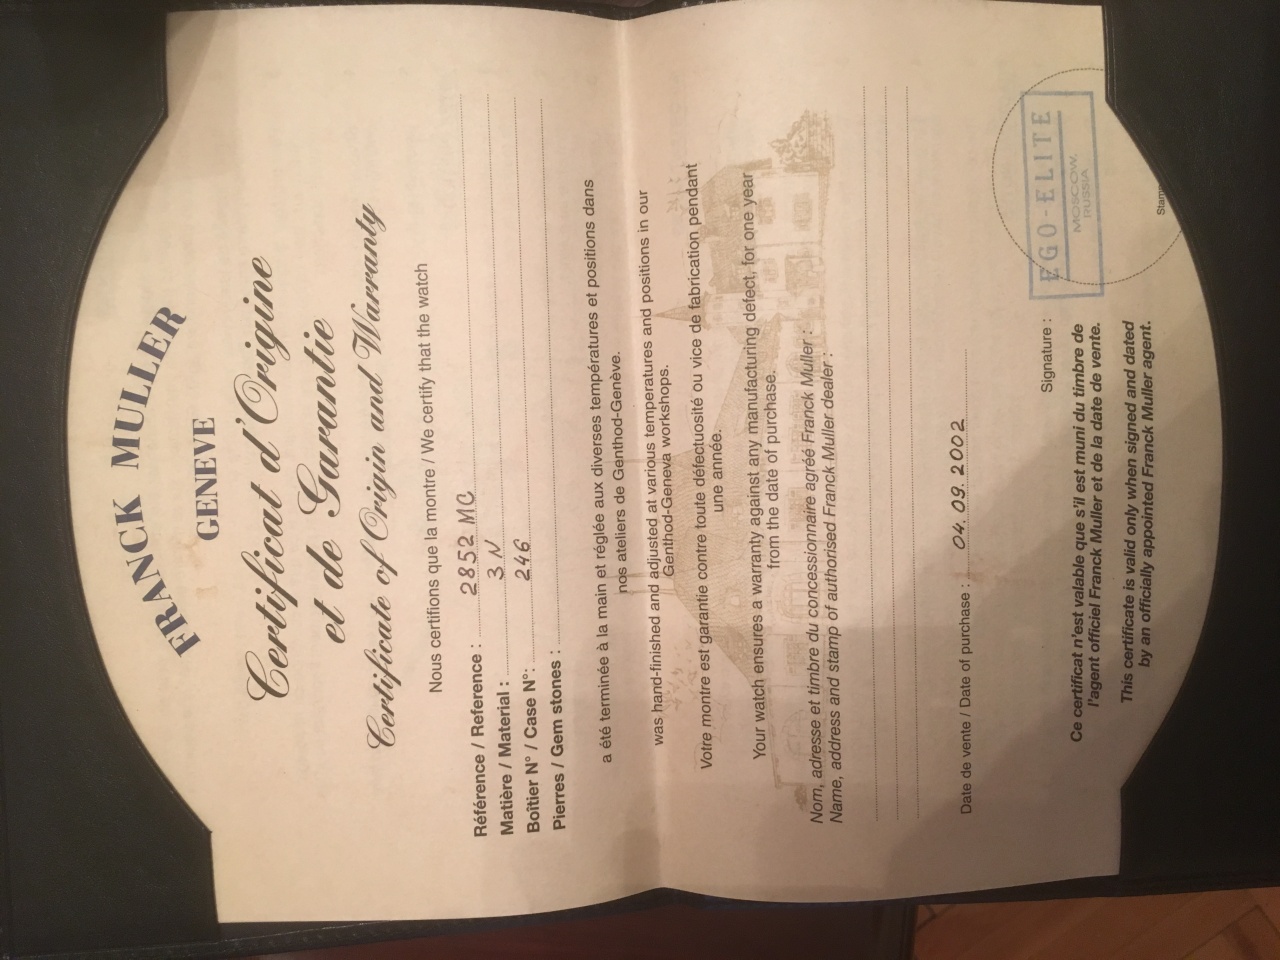 FRANCK MULLER
GENEVE
Certificat d'Origine
et de Garantie
Certificate of Origin and Warranty
Nous certifions que la montre / We certify that the watch
Référence / Reference : 2852 MC
Matière / Material : 3N
Boîtier N° / Case N°: 246
Pierres / Gem stones :
a été terminée à la main et réglée aux diverses températures et positions dans
nos ateliers de Genthod-Genève.
was hand-finished and adjusted at various temperatures and positions in our
Genthod-Geneva workshops.
Votre montre est garantie contre toute défectuosité ou vice de fabrication pendant
une année.
Your watch ensures a warranty against any manufacturing defect, for one year
from the date of purchase.
Nom, adresse et timbre du concessionnaire agréé Franck Muller :
Name, address and stamp of authorised Franck Muller dealer :
Date de vente / Date of purchase : 04.09.2002
Signature :
EGO-ELITE
MOSCOW,
RUSSIA
Ce certificat n'est valable que s'il est muni du timbre de
l'agent officiel Franck Muller et de la date de vente.
This certificate is valid only when signed and dated
by an officially appointed Franck Muller agent.